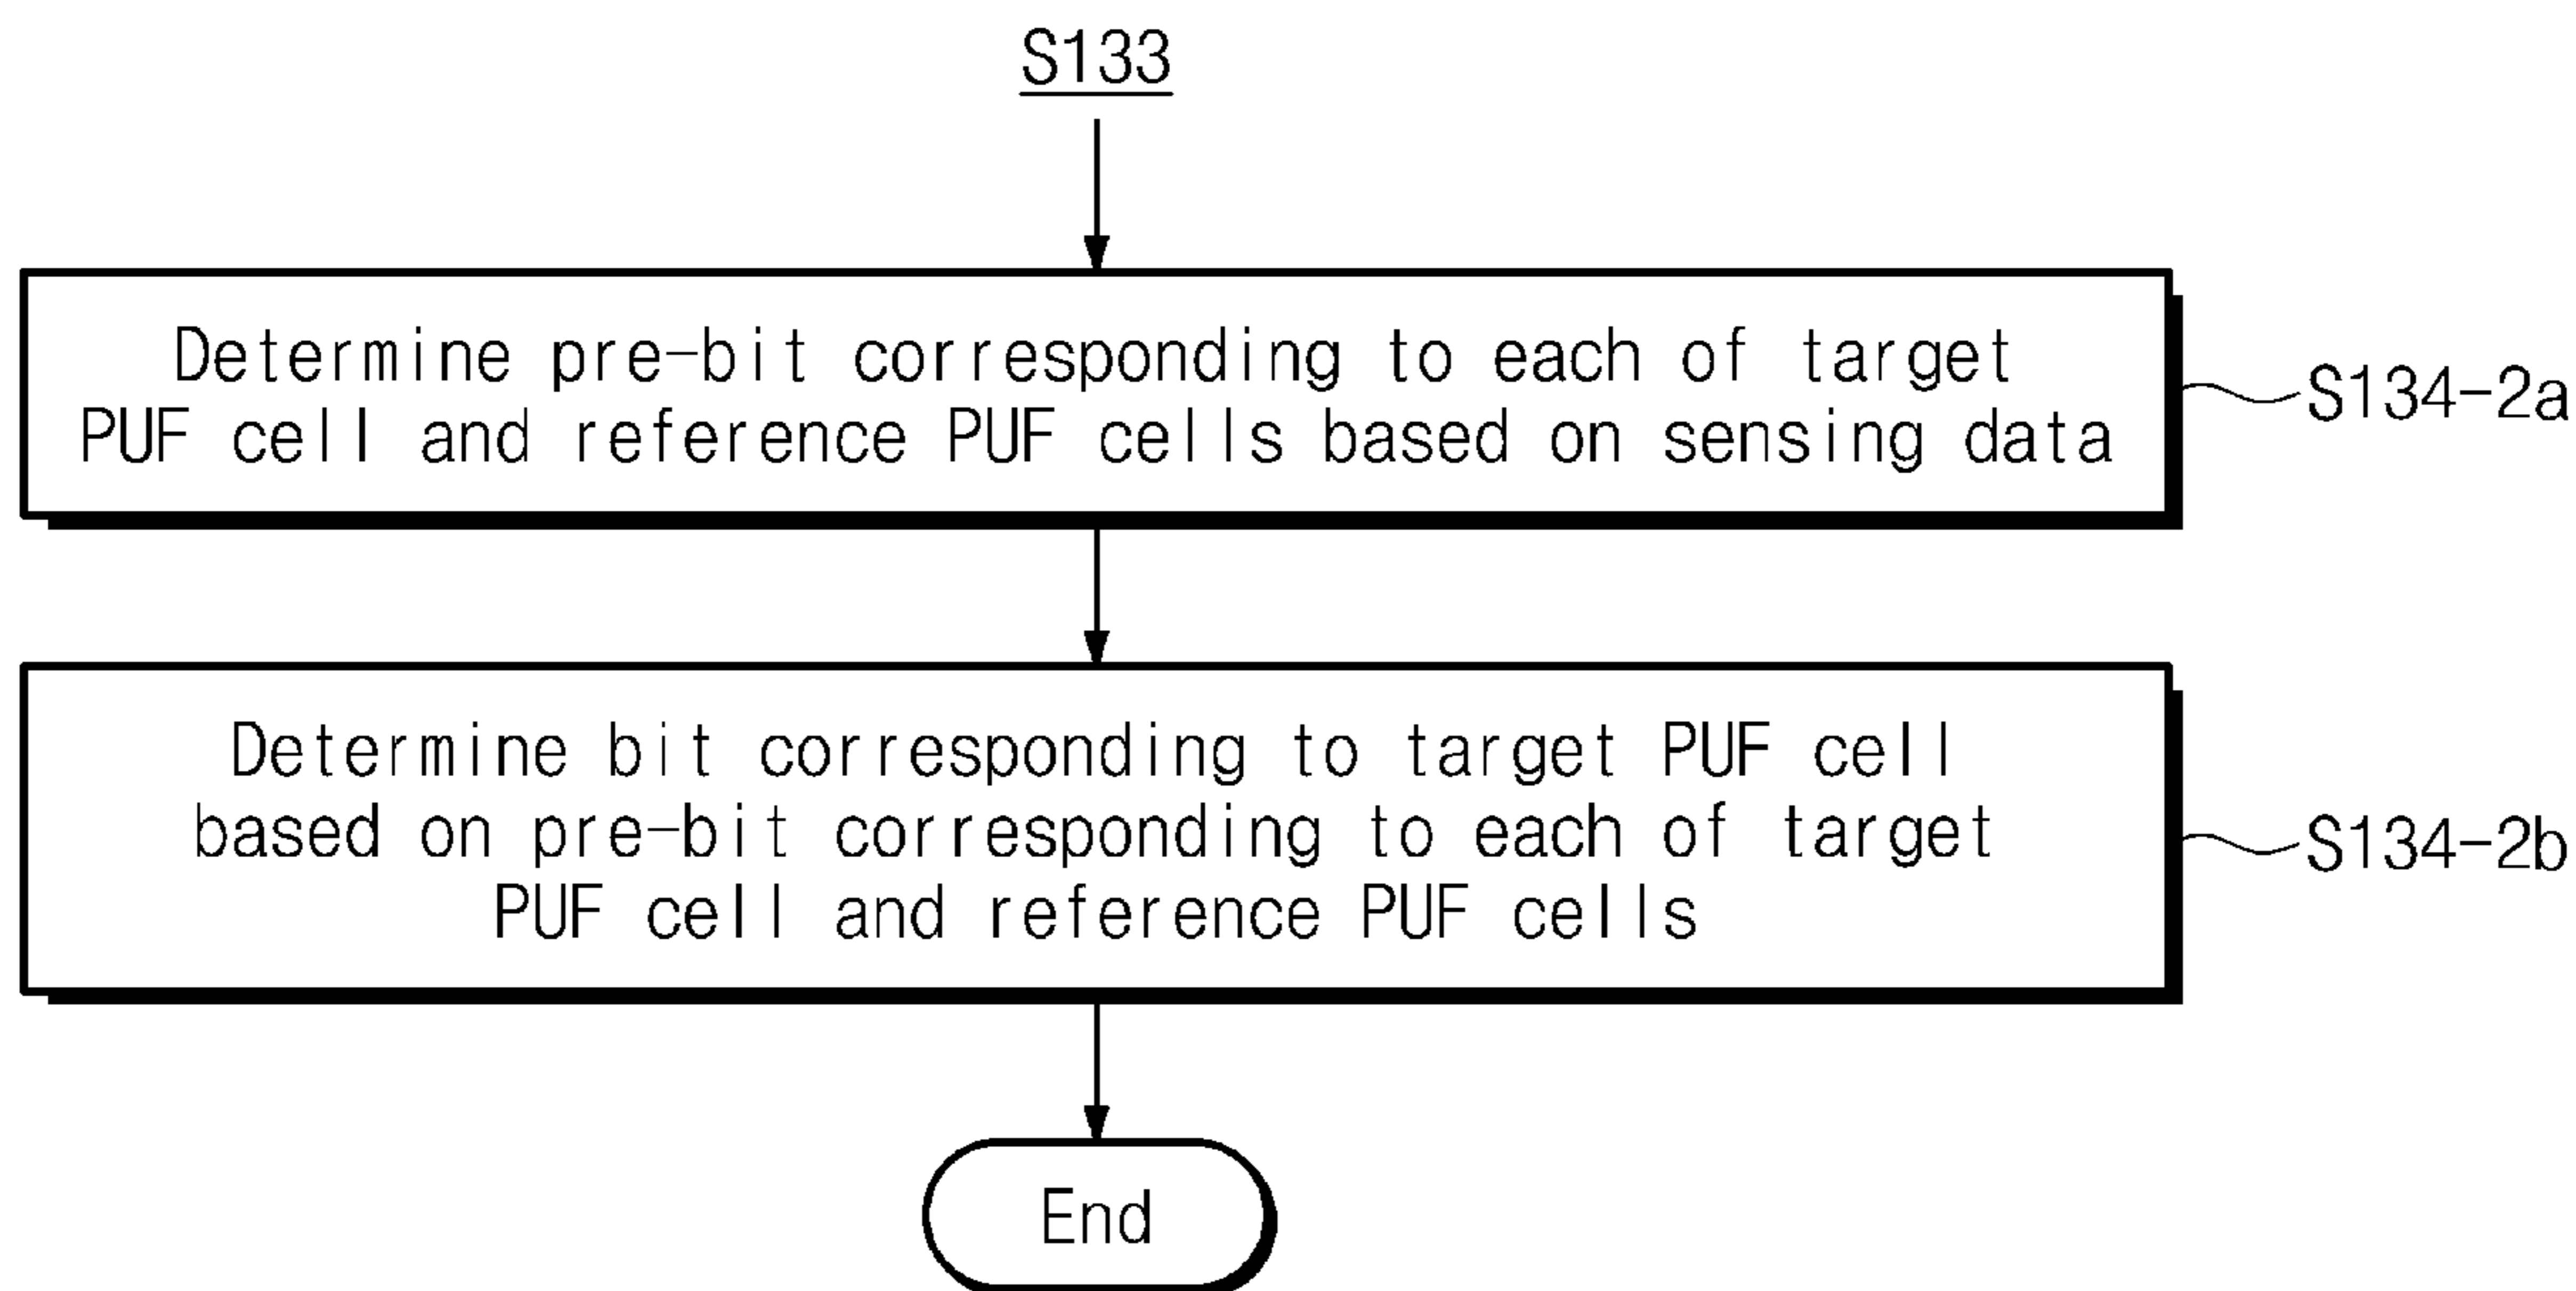 S133
Determine pre-bit corresponding to each of target
PUF cell and reference PUF cells based on sensing data
S134-2a
Determine bit corresponding to target PUF cell
based on pre-bit corresponding to each of target
PUF cell and reference PUF cells
S134-2b
End